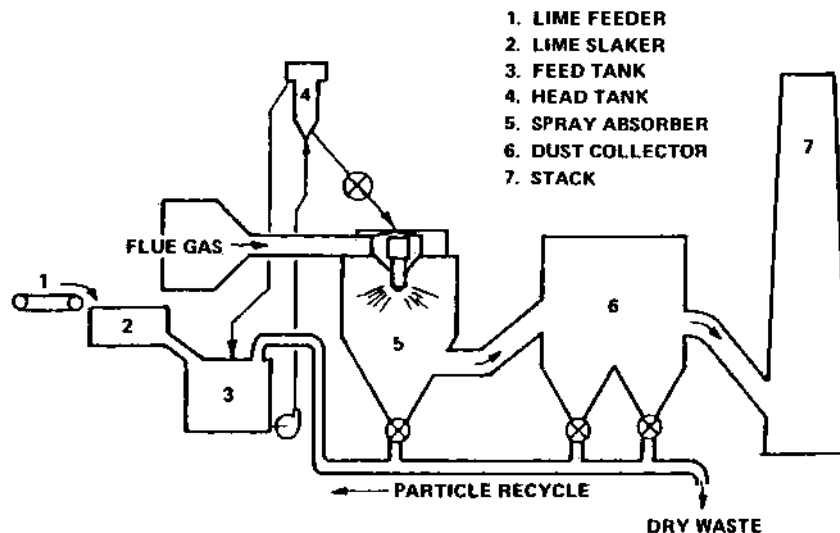 1. LIME FEEDER
2. LIME SLAKER
3. FEED TANK
4. HEAD TANK
5. SPRAY ABSORBER
6. DUST COLLECTOR
7. STACK
4
7
FLUE GAS
1
2
3
5
6
PARTICLE RECYCLE
DRY WASTE